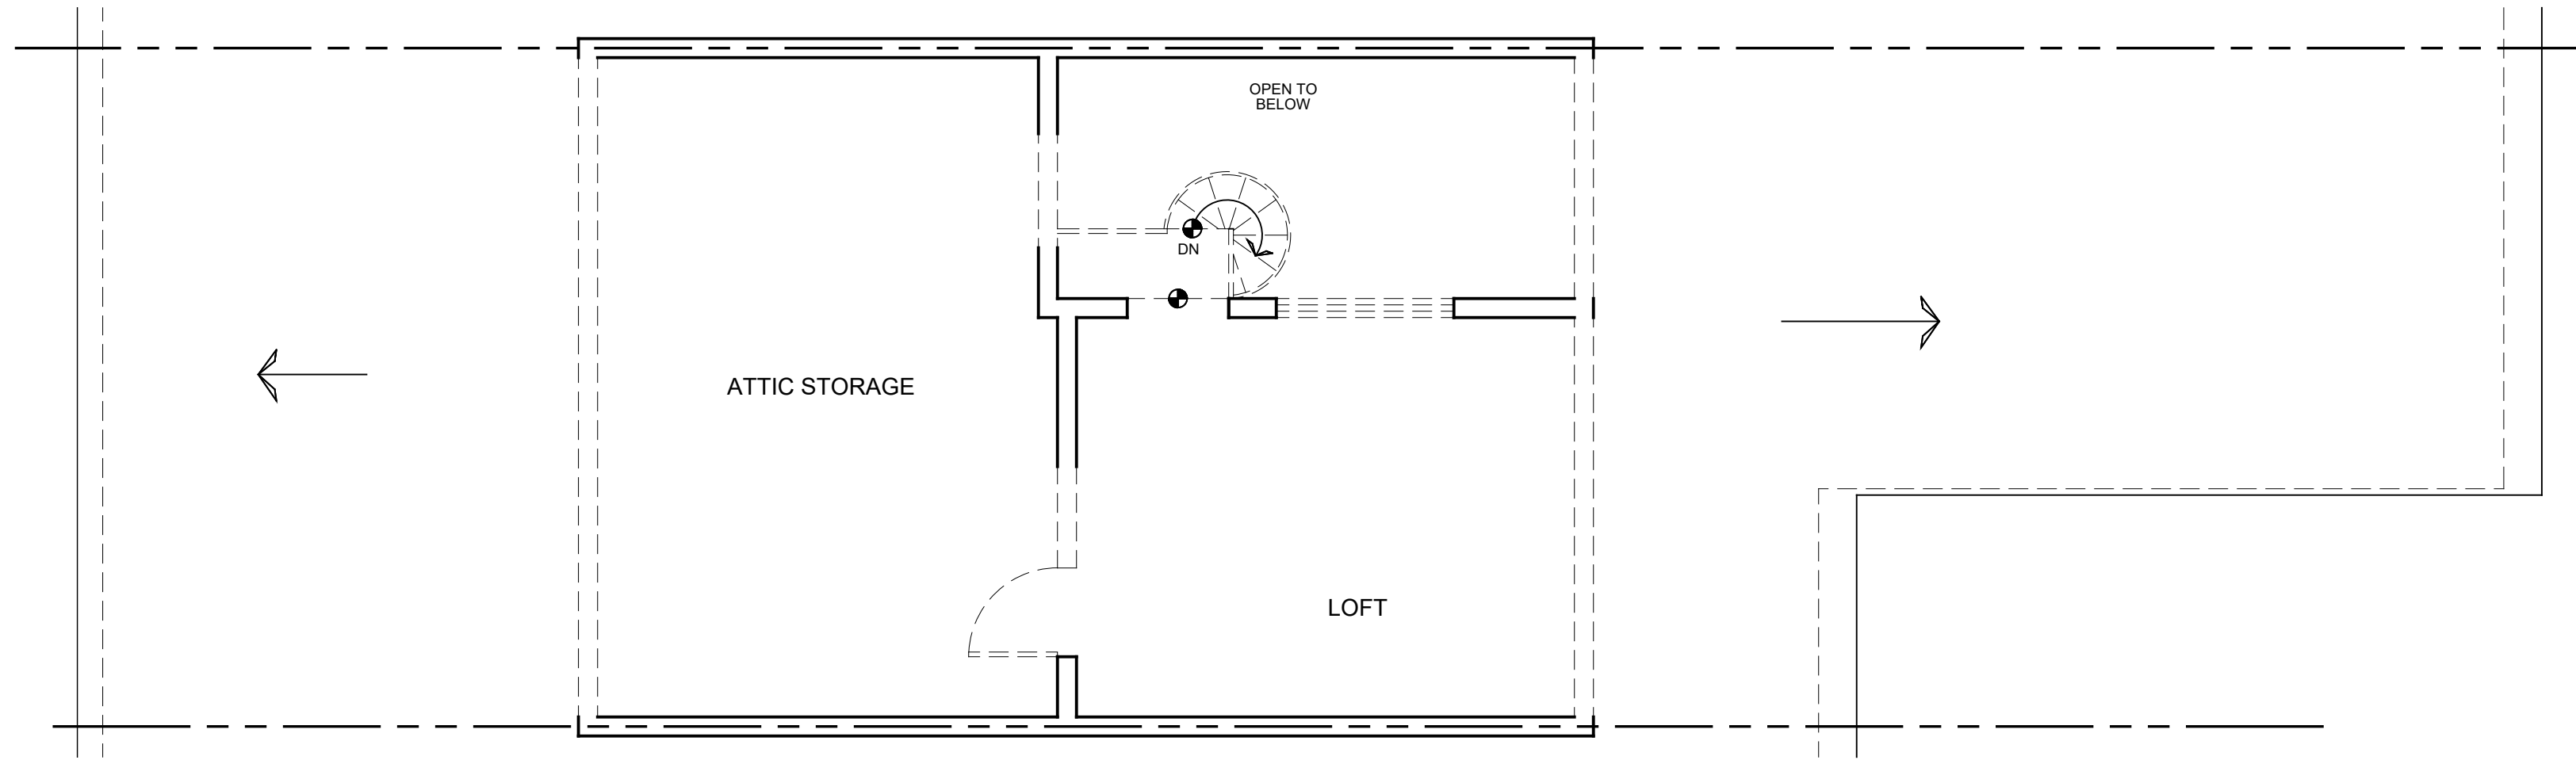 OPEN TO
BELOW
DN
ATTIC STORAGE
LOFT